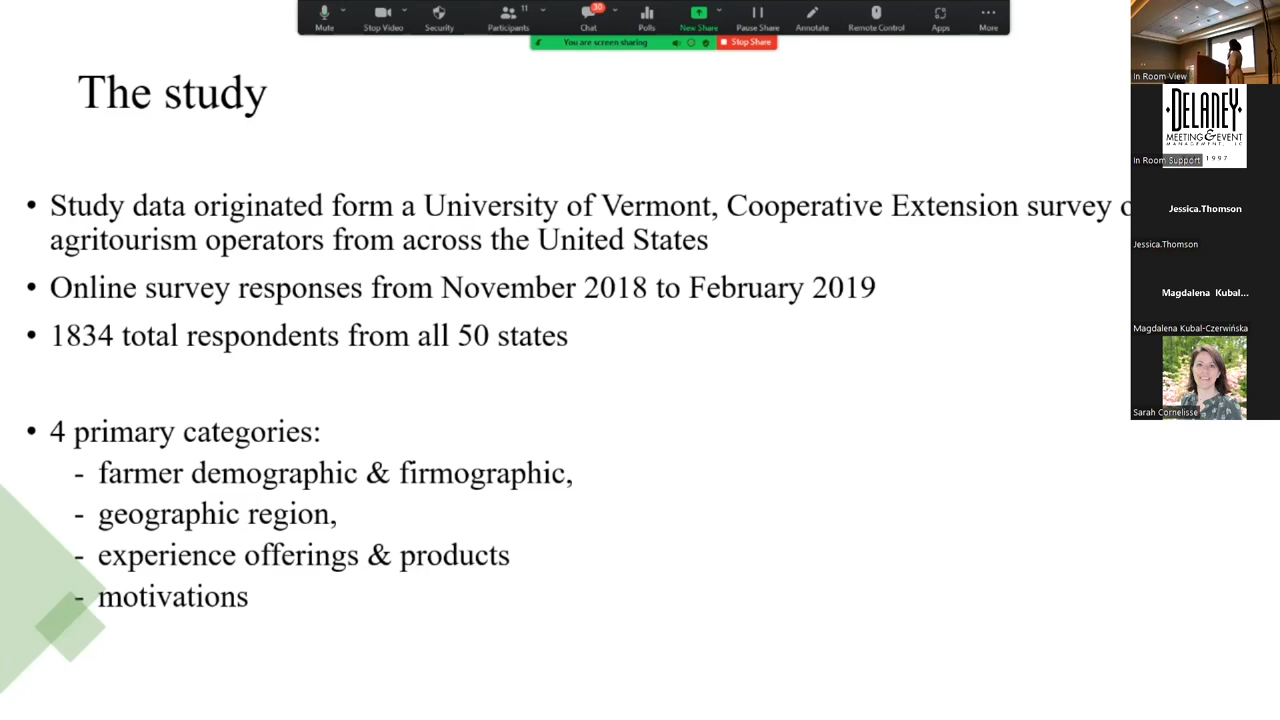 Mute
Stop Video
Security
Participants
11
Chat
30
Polls
New Share
Pause Share
Annotate
Remote Control
Apps
More
You are screen sharing
Stop Share
The study
• Study data originated form a University of Vermont, Cooperative Extension survey
agritourism operators from across the United States
• Online survey responses from November 2018 to February 2019
• 1834 total respondents from all 50 states
• 4 primary categories:
- farmer demographic & firmographic,
- geographic region,
- experience offerings & products
- motivations
In Room View
DELANEY
MEETING & EVENT
MANAGEMENT, LLC
1997
In Room Support
Jessica.Thomson
Jessica.Thomson
Magdalena Kubal...
Magdalena Kubal-Czerwińska
Sarah Cornelisse